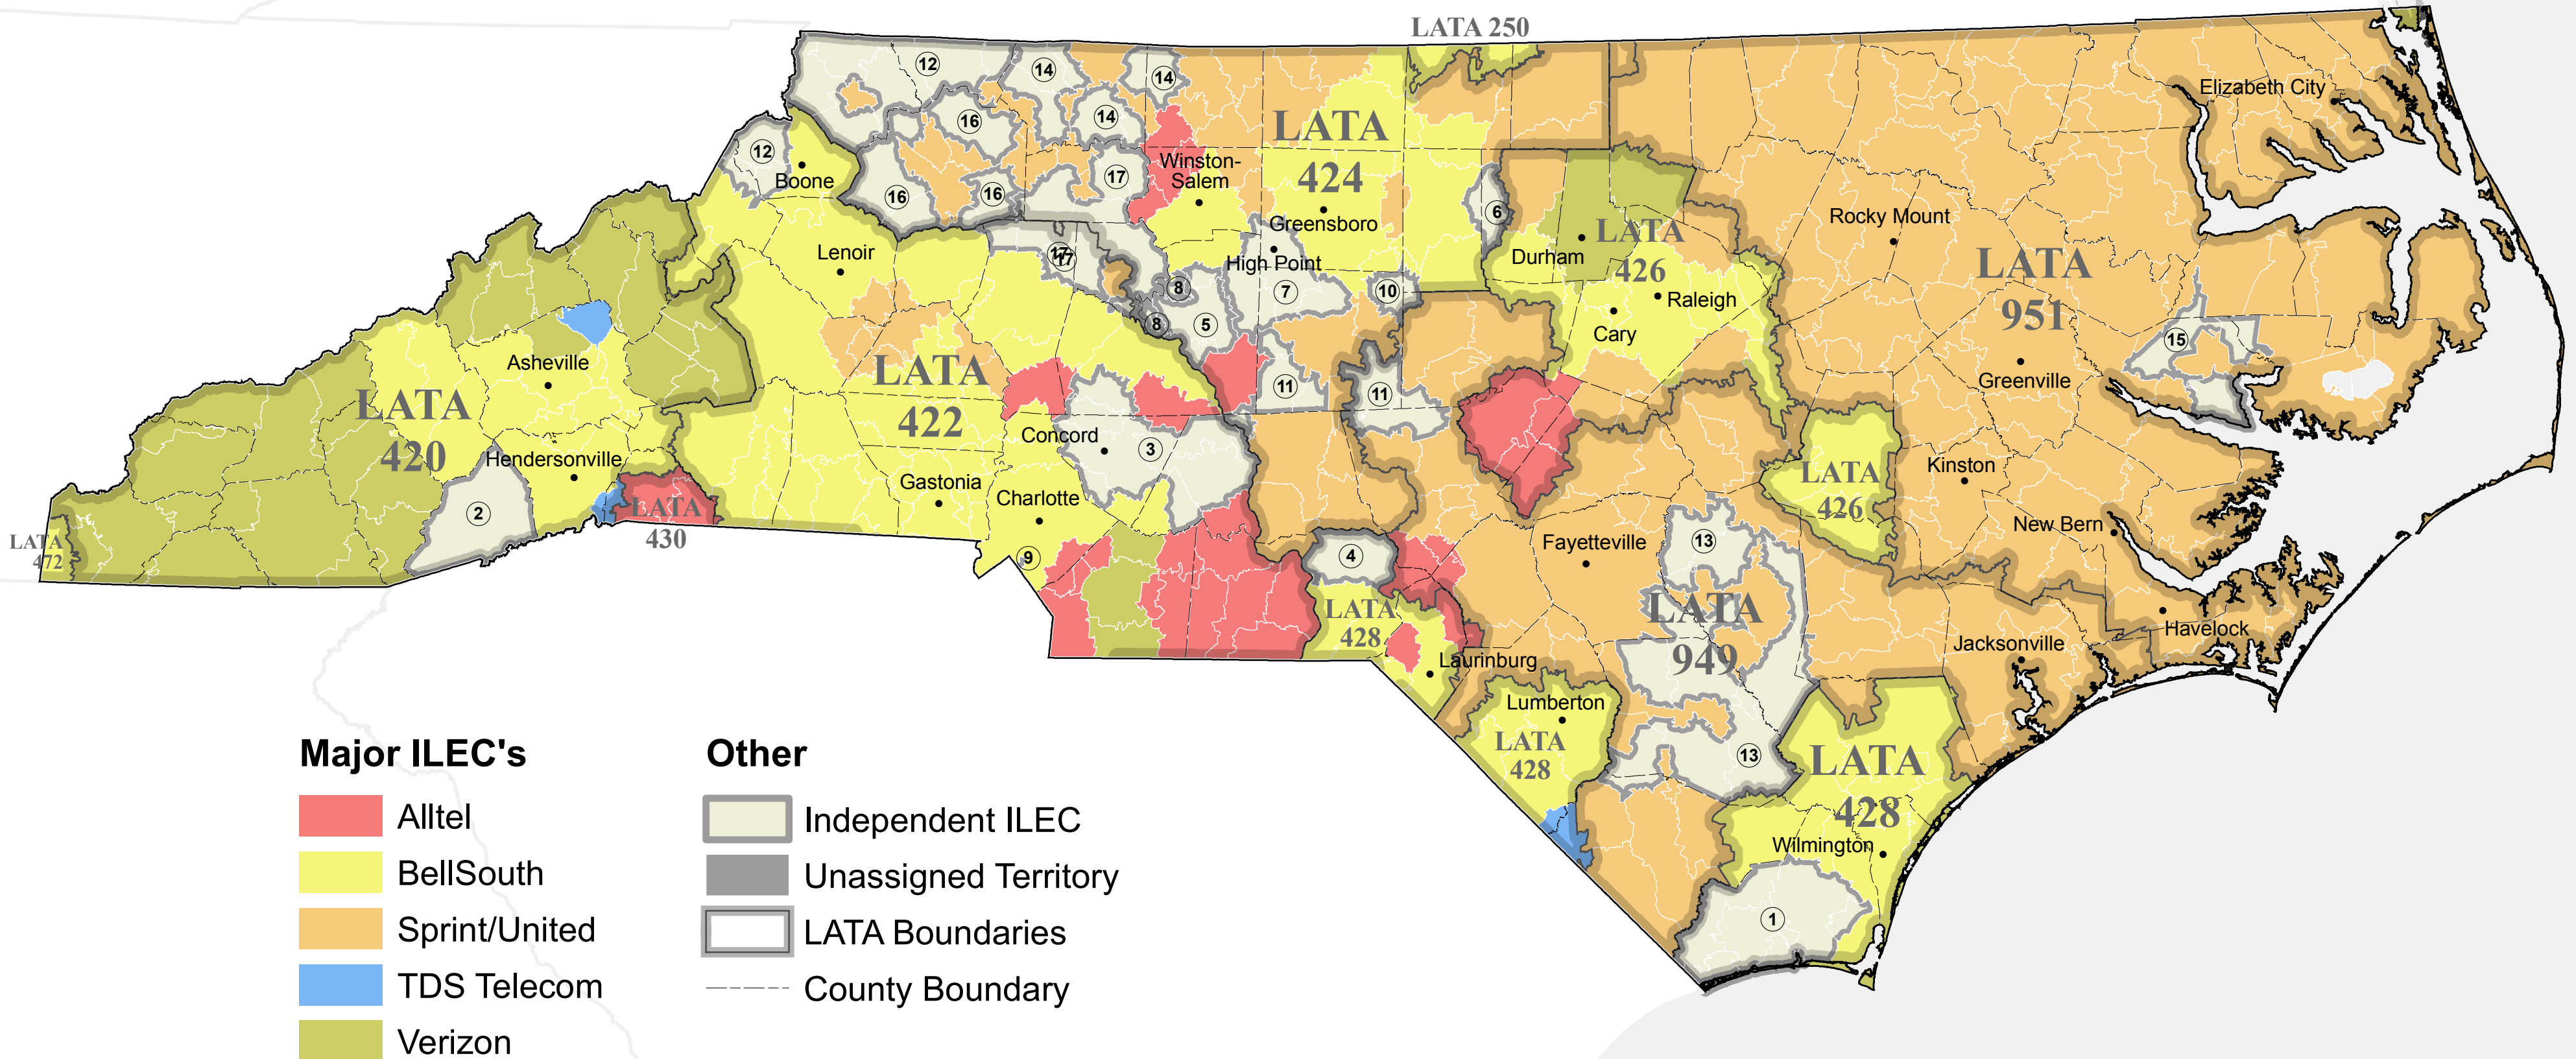 LATA 250
12
14
14
Elizabeth City
16
14
LATA
424
12
Boone
Winston-
Salem
17
16
16
6
Greensboro
Rocky Mount
LATA
426
Durham
Lenoir
17
17
High Point
LATA
951
8
7
10
Raleigh
8
5
Cary
15
Asheville
LATA
422
11
11
Greenville
LATA
420
Concord
3
Hendersonville
LATA
426
Kinston
Gastonia
Charlotte
2
LATA
430
New Bern
LATA
472
9
4
Fayetteville
13
LATA
949
LATA
428
Havelock
Jacksonville
Laurinburg
Lumberton
LATA
428
13
LATA
428
Wilmington
1
Major ILEC's
Alltel
BellSouth
Sprint/United
TDS Telecom
Verizon
Other
Independent ILEC
Unassigned Territory
LATA Boundaries
County Boundary